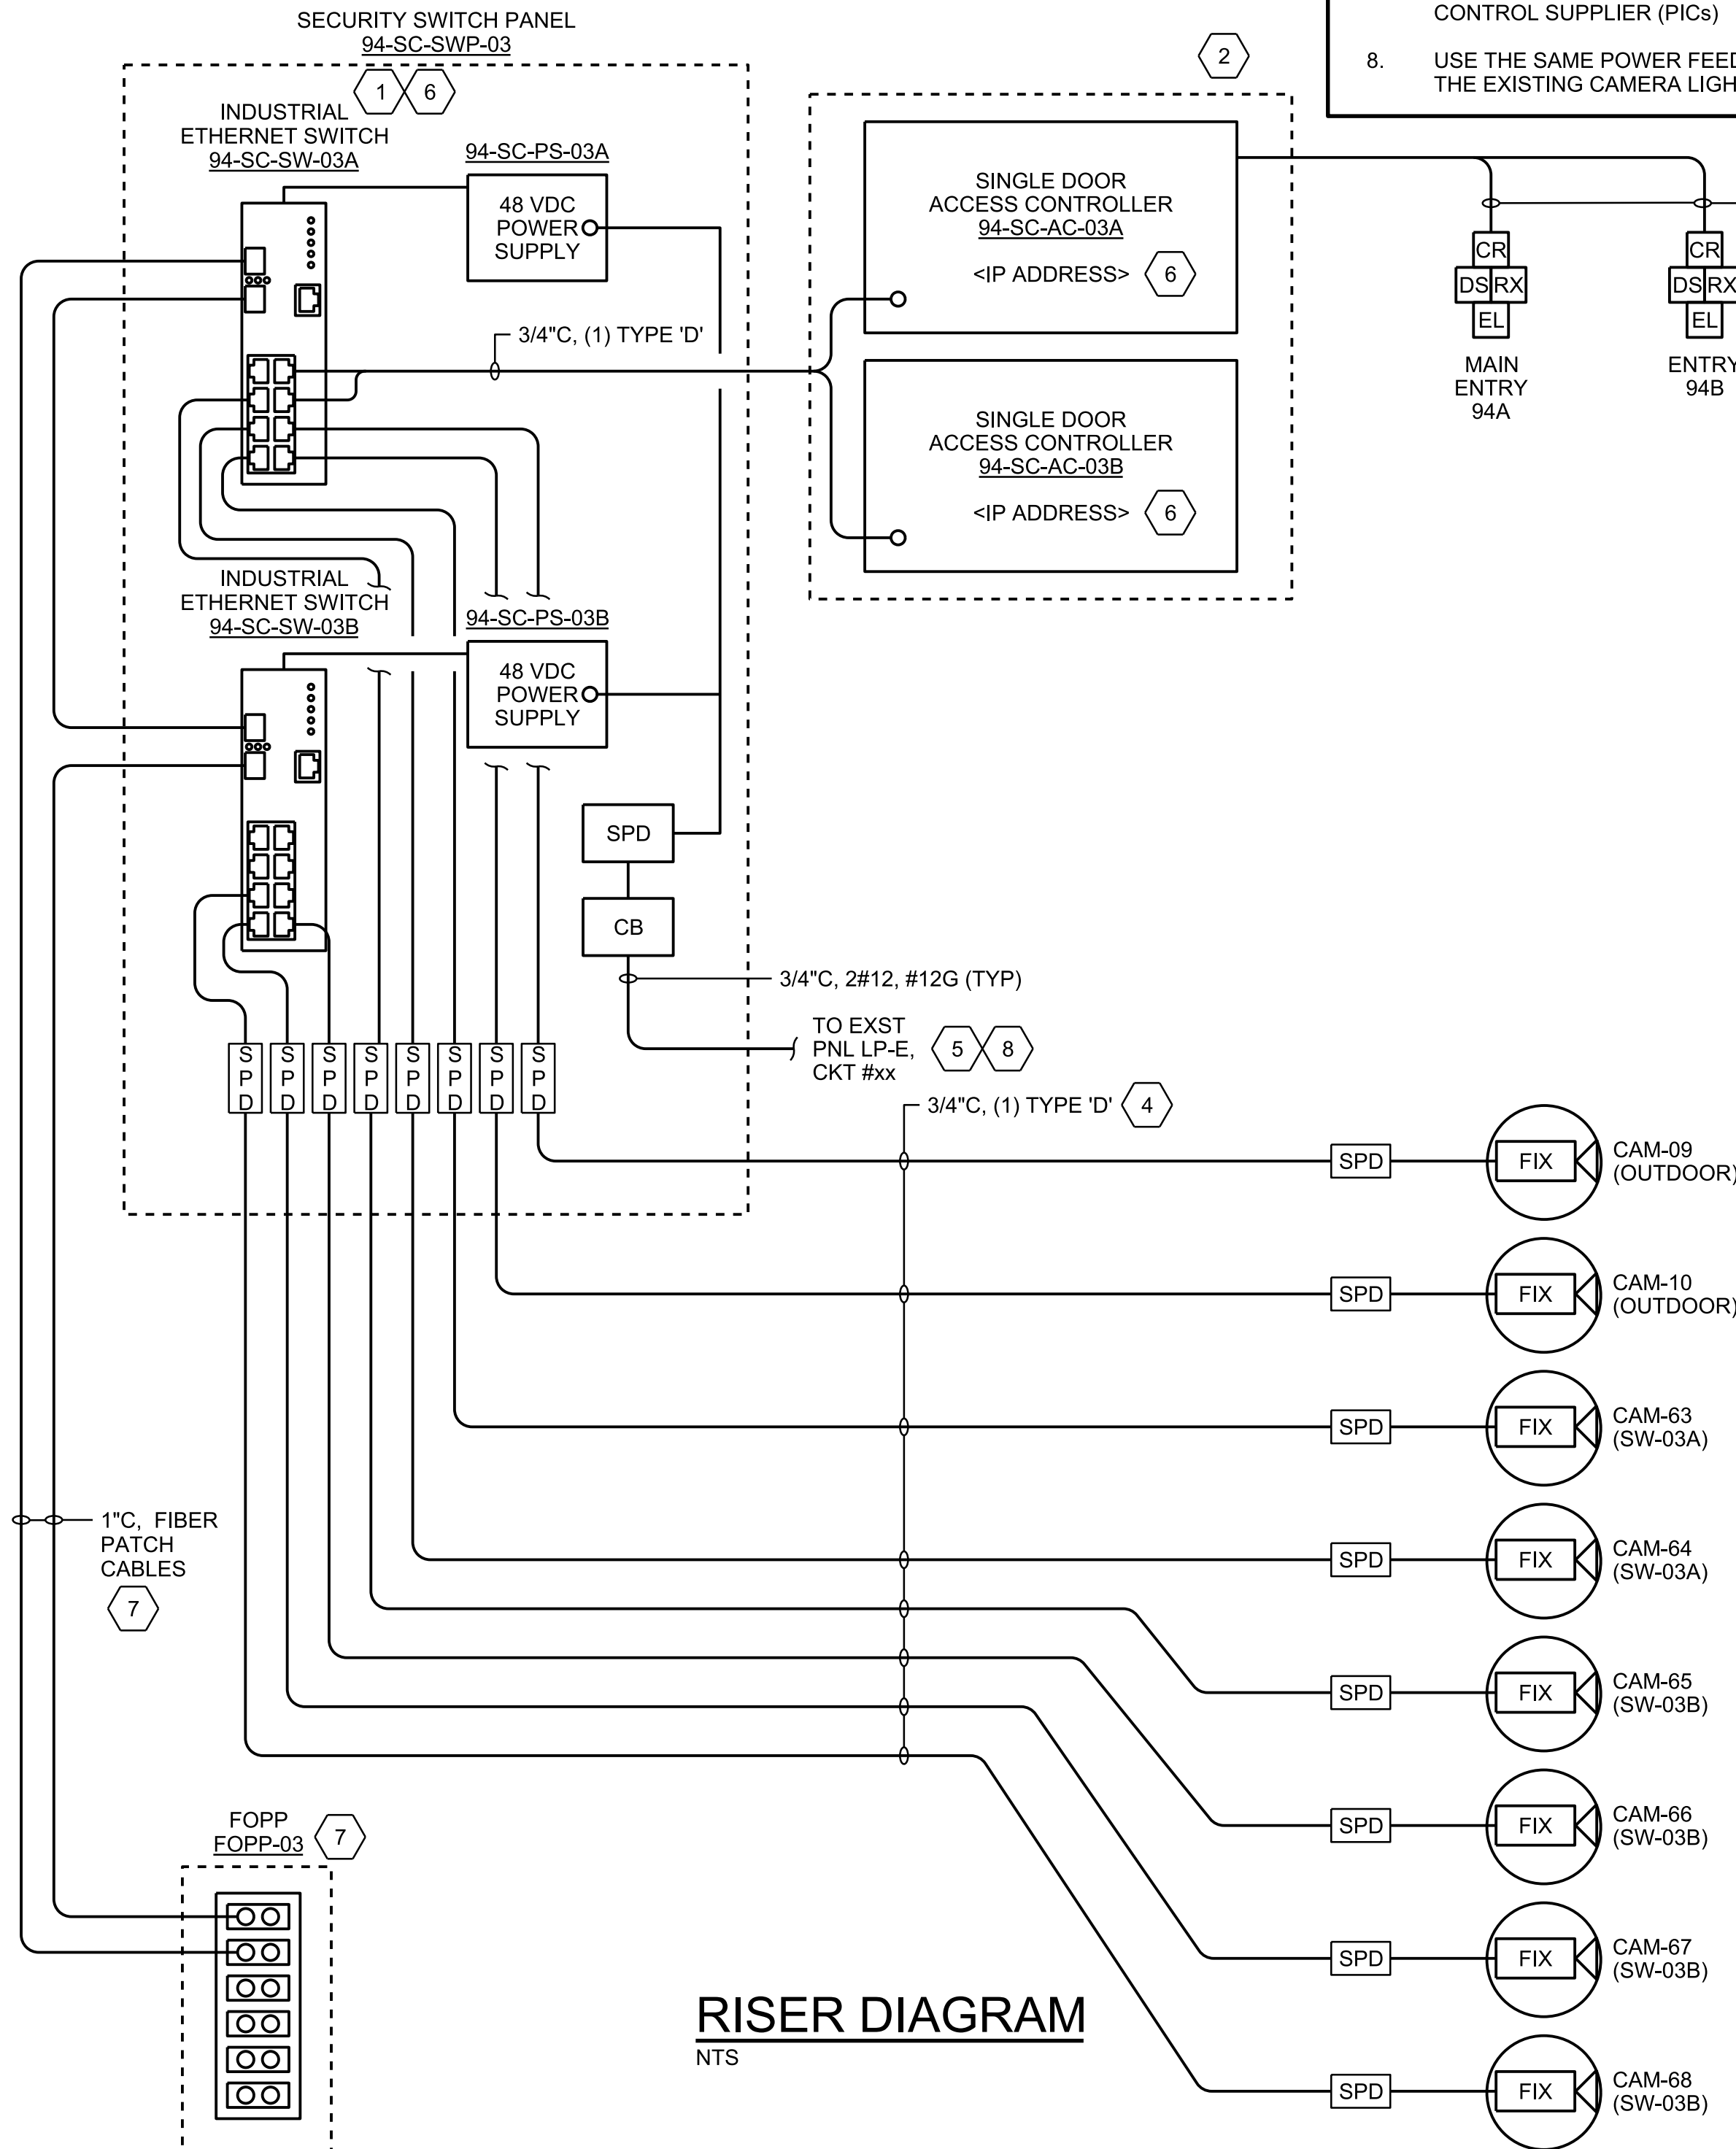 SECURITY SWITCH PANEL
94-SC-SWP-03
1
6
INDUSTRIAL
ETHERNET SWITCH
94-SC-SW-03A
94-SC-PS-03A
48 VDC
POWER
SUPPLY
3/4"C, (1) TYPE 'D'
2
CONTROL SUPPLIER (PICs)
8. USE THE SAME POWER FEED
THE EXISTING CAMERA LIGH
SINGLE DOOR
ACCESS CONTROLLER
94-SC-AC-03A
<IP ADDRESS>
6
SINGLE DOOR
ACCESS CONTROLLER
94-SC-AC-03B
<IP ADDRESS>
6
CR
DS RX
EL
MAIN
ENTRY
94A
CR
DS RX
EL
ENTRY
94B
INDUSTRIAL
ETHERNET SWITCH
94-SC-SW-03B
94-SC-PS-03B
48 VDC
POWER
SUPPLY
SPD
CB
3/4"C, 2#12, #12G (TYP)
TO EXST
PNL LP-E,
CKT #xx
5
8
SPD
SPD
SPD
SPD
SPD
SPD
SPD
SPD
3/4"C, (1) TYPE 'D'
4
SPD
FIX
CAM-09
(OUTDOOR)
SPD
FIX
CAM-10
(OUTDOOR)
SPD
FIX
CAM-63
(SW-03A)
SPD
FIX
CAM-64
(SW-03A)
SPD
FIX
CAM-65
(SW-03B)
SPD
FIX
CAM-66
(SW-03B)
SPD
FIX
CAM-67
(SW-03B)
SPD
FIX
CAM-68
(SW-03B)
1"C, FIBER
PATCH
CABLES
7
FOPP
FOPP-03
7
RISER DIAGRAM
NTS